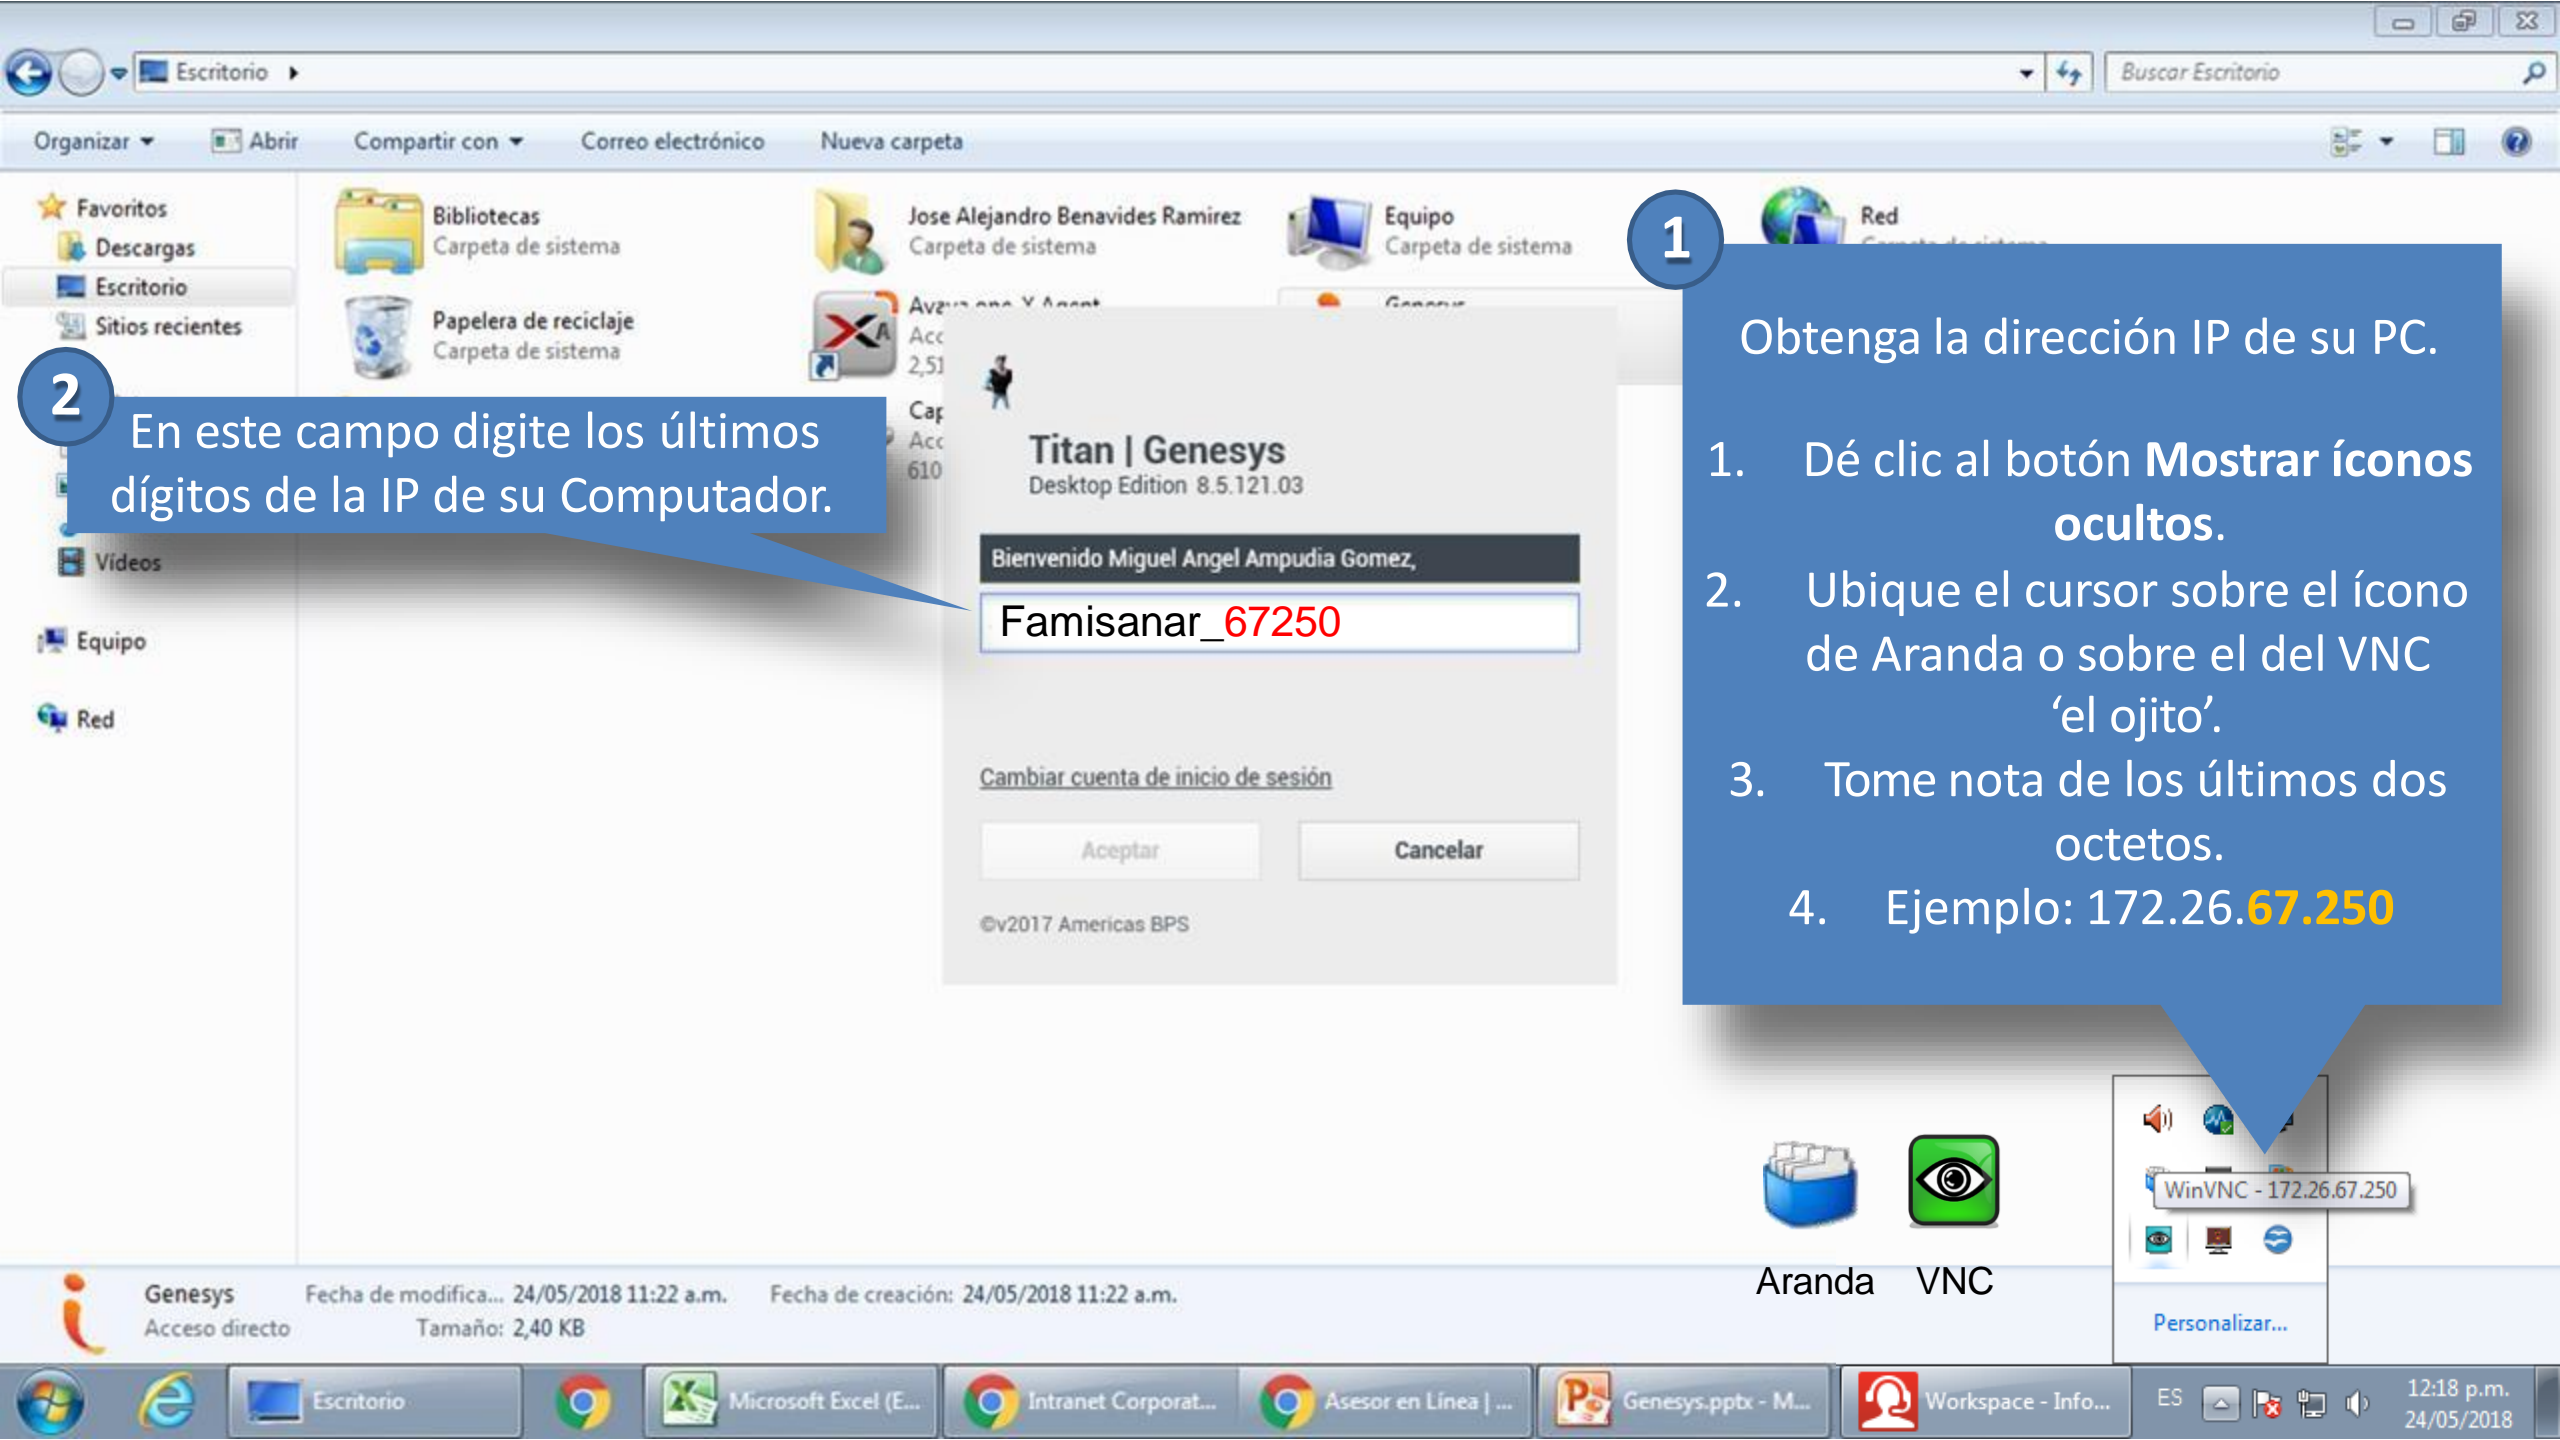 Escritorio
Buscar Escritorio
Organizar
Abrir
Compartir con
Correo electrónico
Nueva carpeta
Favoritos
Descargas
Escritorio
Sitios recientes
Vídeos
Equipo
Red
Bibliotecas
Carpeta de sistema
Jose Alejandro Benavides Ramirez
Carpeta de sistema
Equipo
Carpeta de sistema
Red
Papelera de reciclaje
Carpeta de sistema
Avaya one-X Agent
Genesys
610
1
Obtenga la dirección IP de su PC.
1. Dé clic al botón Mostrar íconos
ocultos.
2. Ubique el cursor sobre el ícono
de Aranda o sobre el del VNC
‘el ojito’.
3. Tome nota de los últimos dos
octetos.
4. Ejemplo: 172.26.67.250
2
En este campo digite los últimos
dígitos de la IP de su Computador.
Titan | Genesys
Desktop Edition 8.5.121.03
Bienvenido Miguel Angel Ampudia Gomez,
Famisanar_67250
Cambiar cuenta de inicio de sesión
Aceptar
Cancelar
©v2017 Americas BPS
WinVNC - 172.26.67.250
Aranda
VNC
Personalizar...
Genesys
Acceso directo
Fecha de modifica... 24/05/2018 11:22 a.m.
Tamaño: 2,40 KB
Fecha de creación: 24/05/2018 11:22 a.m.
Escritorio
Microsoft Excel (E...
Intranet Corporat...
Asesor en Línea | ...
Genesys.pptx - M...
Workspace - Info...
ES
12:18 p.m.
24/05/2018